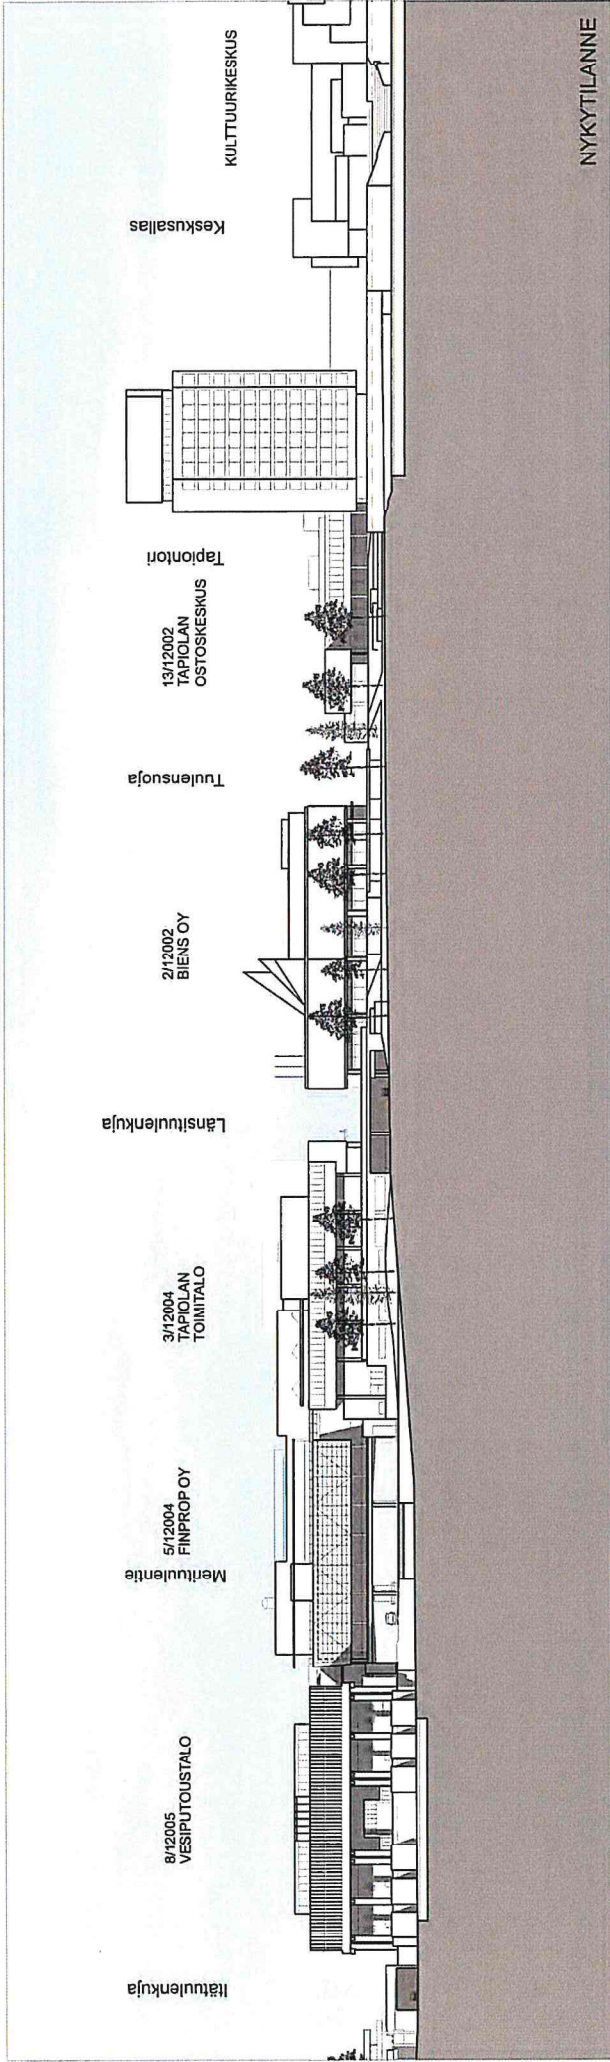 Itätuulenkuja
8/12005
VESIPUTOUSTALO
Merituulentie
5/12004
FINPROP OY
3/12004
TAPIOLAN
TOIMITALO
Länsituulenkuja
2/12002
BIENS OY
Tuulensuoja
13/12002
TAPIOLAN
OSTOSKESKUS
Tapiontori
Keskusallas
KULTTUURIKESKUS
NYKYTILANNE